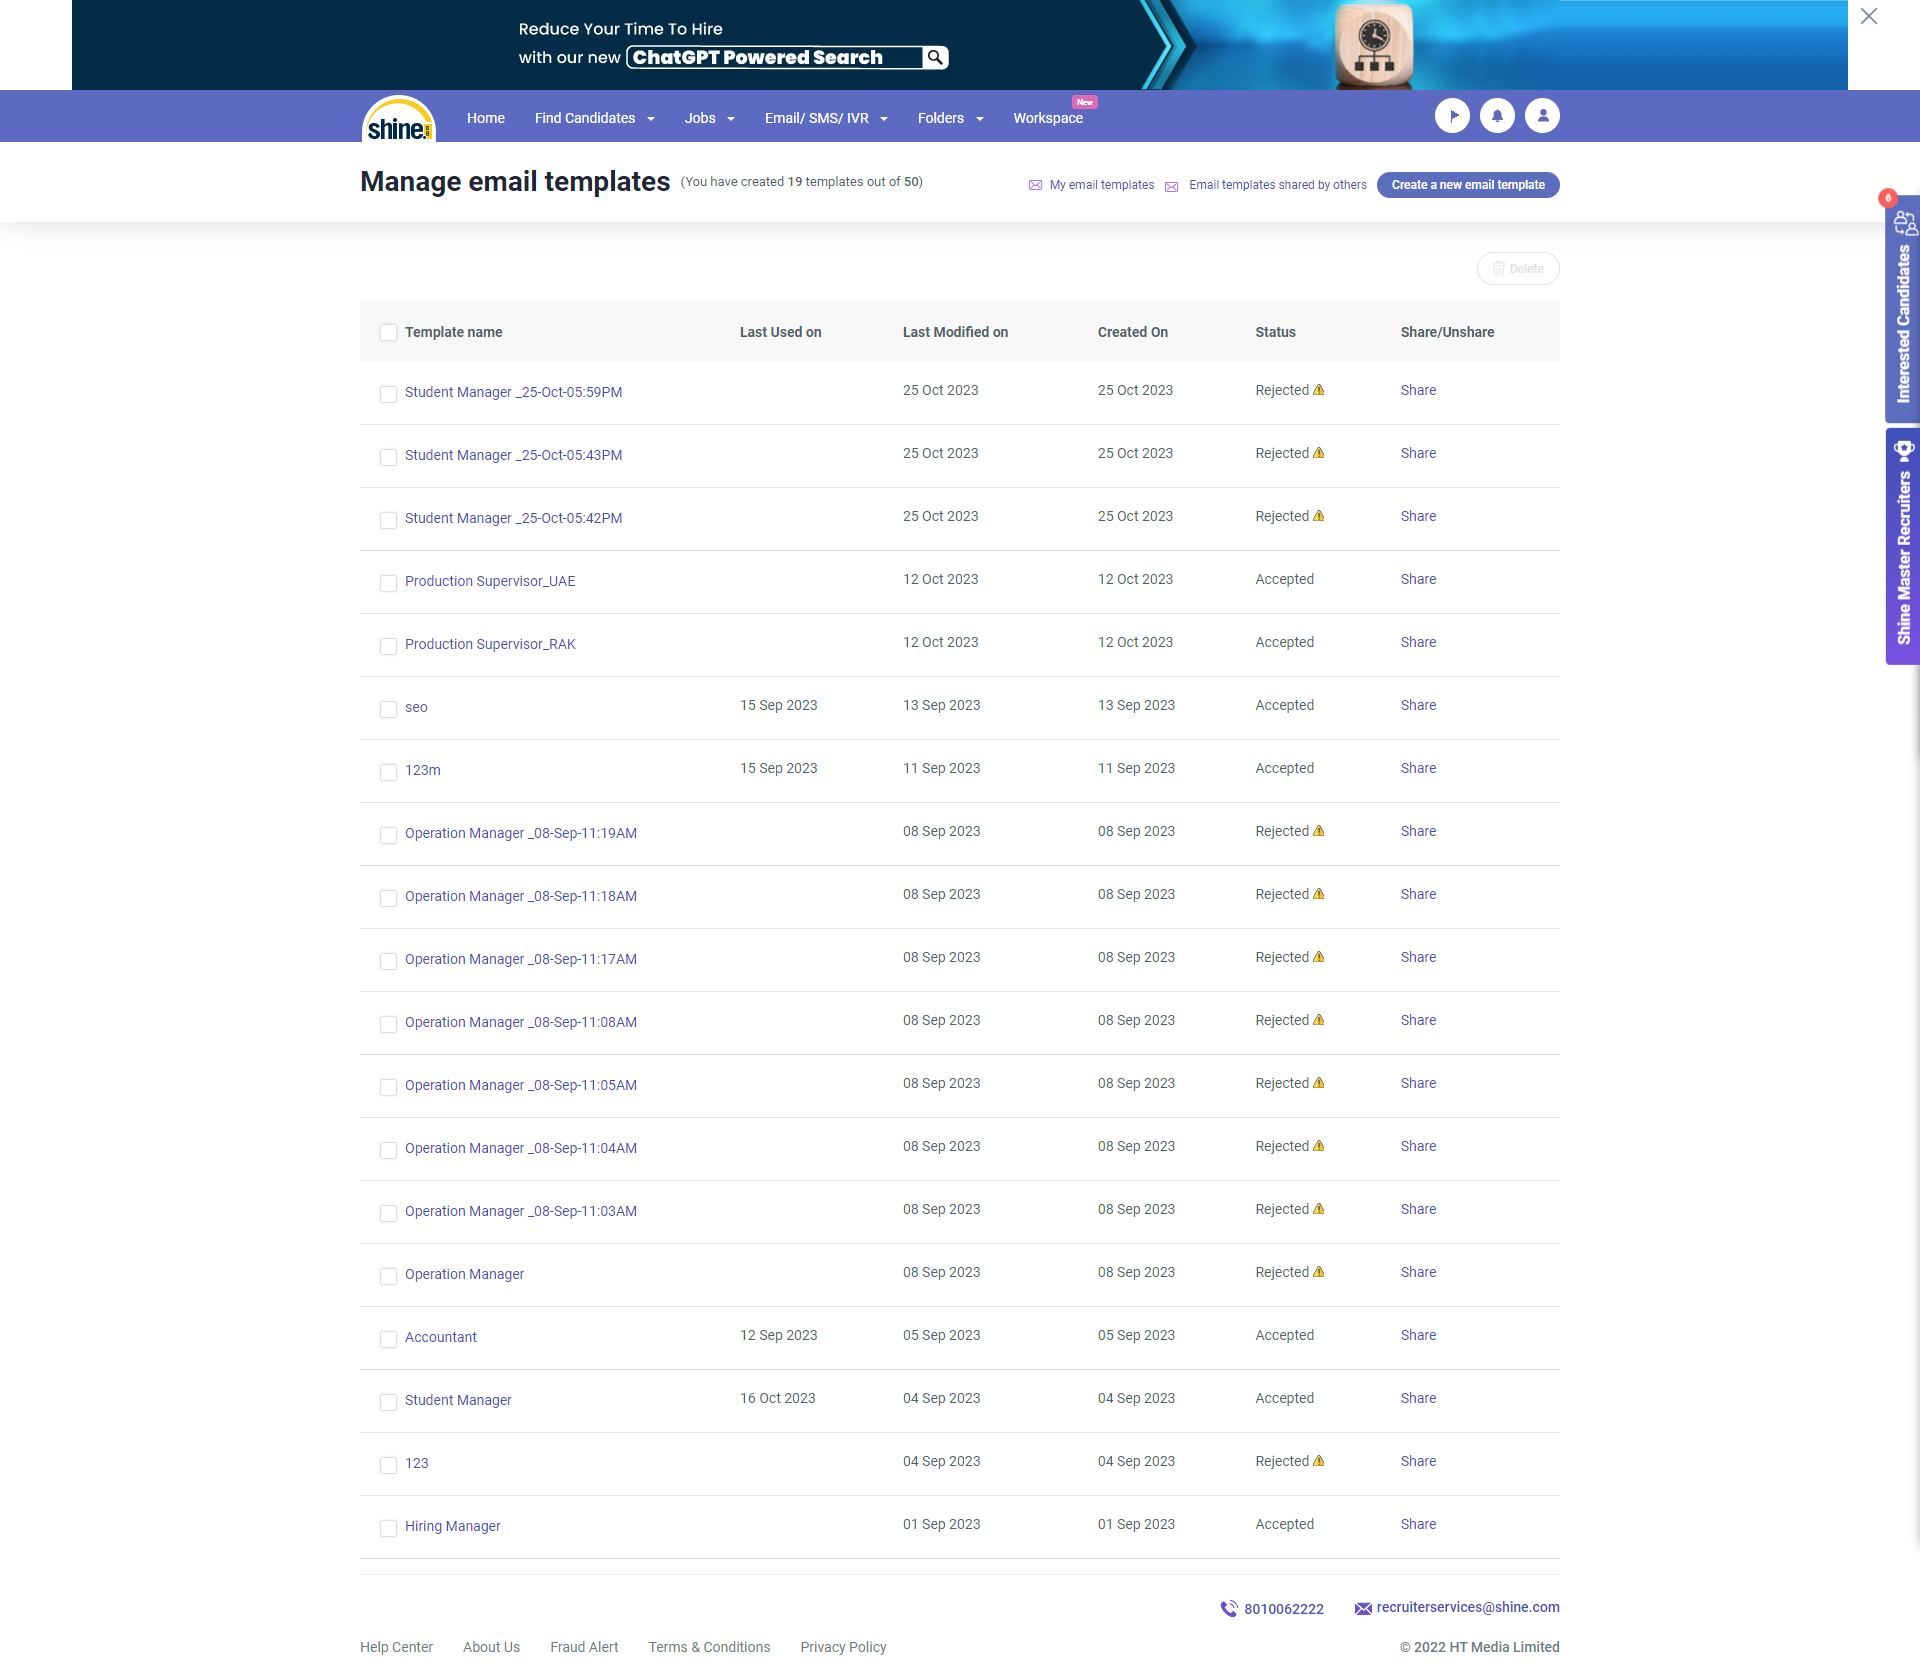 Reduce Your Time To Hire
with our new ChatGPT Powered Search
shine.com
Home Find Candidates Jobs Email/ SMS/ IVR Folders Workspace New
Manage email templates (You have created 19 templates out of 50) My email templates Email templates shared by others Create a new email template
6
Interested Candidates
Shine Master Recruiters
Delete
Template name Last Used on Last Modified on Created On Status Share/Unshare
Student Manager _25-Oct-05:59PM 25 Oct 2023 25 Oct 2023 Rejected Share
Student Manager _25-Oct-05:43PM 25 Oct 2023 25 Oct 2023 Rejected Share
Student Manager _25-Oct-05:42PM 25 Oct 2023 25 Oct 2023 Rejected Share
Production Supervisor_UAE 12 Oct 2023 12 Oct 2023 Accepted Share
Production Supervisor_RAK 12 Oct 2023 12 Oct 2023 Accepted Share
seo 15 Sep 2023 13 Sep 2023 13 Sep 2023 Accepted Share
123m 15 Sep 2023 11 Sep 2023 11 Sep 2023 Accepted Share
Operation Manager _08-Sep-11:19AM 08 Sep 2023 08 Sep 2023 Rejected Share
Operation Manager _08-Sep-11:18AM 08 Sep 2023 08 Sep 2023 Rejected Share
Operation Manager _08-Sep-11:17AM 08 Sep 2023 08 Sep 2023 Rejected Share
Operation Manager _08-Sep-11:08AM 08 Sep 2023 08 Sep 2023 Rejected Share
Operation Manager _08-Sep-11:05AM 08 Sep 2023 08 Sep 2023 Rejected Share
Operation Manager _08-Sep-11:04AM 08 Sep 2023 08 Sep 2023 Rejected Share
Operation Manager _08-Sep-11:03AM 08 Sep 2023 08 Sep 2023 Rejected Share
Operation Manager 08 Sep 2023 08 Sep 2023 Rejected Share
Accountant 12 Sep 2023 05 Sep 2023 05 Sep 2023 Accepted Share
Student Manager 16 Oct 2023 04 Sep 2023 04 Sep 2023 Accepted Share
123 04 Sep 2023 04 Sep 2023 Rejected Share
Hiring Manager 01 Sep 2023 01 Sep 2023 Accepted Share
8010062222 recruiterservices@shine.com
Help Center About Us Fraud Alert Terms & Conditions Privacy Policy © 2022 HT Media Limited